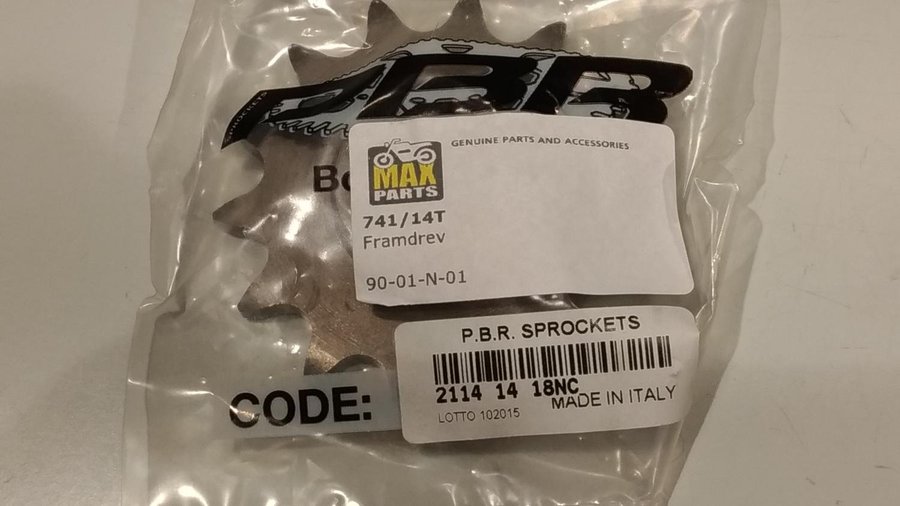 PBR
SPROCKETS
GENUINE PARTS AND ACCESSORIES
MAX
PARTS
741/14T
Framdrev
90-01-N-01
P.B.R. SPROCKETS
2114 14 18NC
MADE IN ITALY
LOTTO 102015
CODE: